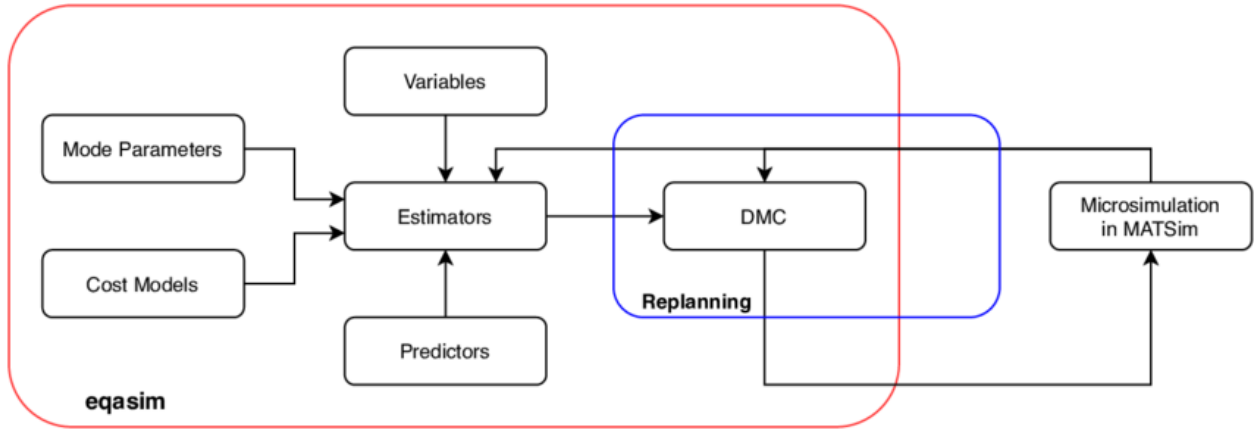 Variables
Mode Parameters
Estimators
DMC
Microsimulation
in MATSim
Cost Models
Replanning
Predictors
eqasim